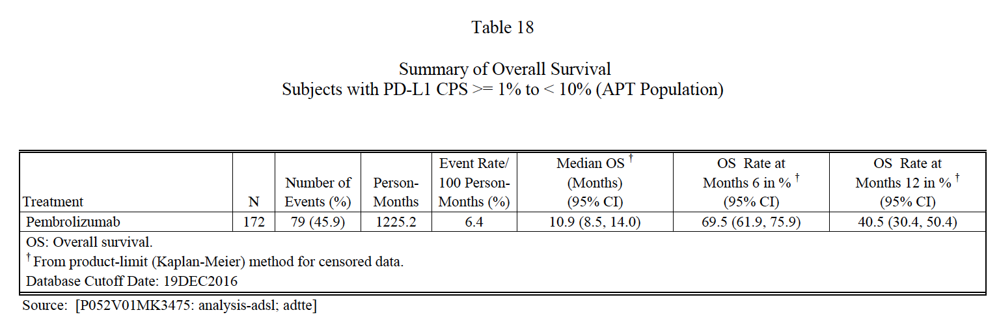 Table 18
Summary of Overall Survival
Subjects with PD-L1 CPS >= 1% to < 10% (APT Population)
Treatment N Number of Events (%) Person-Months Event Rate/ 100 Person-Months (%) Median OS † (Months) (95% CI) OS Rate at Months 6 in % † (95% CI) OS Rate at Months 12 in % † (95% CI)
Pembrolizumab 172 79 (45.9) 1225.2 6.4 10.9 (8.5, 14.0) 69.5 (61.9, 75.9) 40.5 (30.4, 50.4)
OS: Overall survival.
† From product-limit (Kaplan-Meier) method for censored data.
Database Cutoff Date: 19DEC2016
Source: [P052V01MK3475: analysis-adsl; adtte]